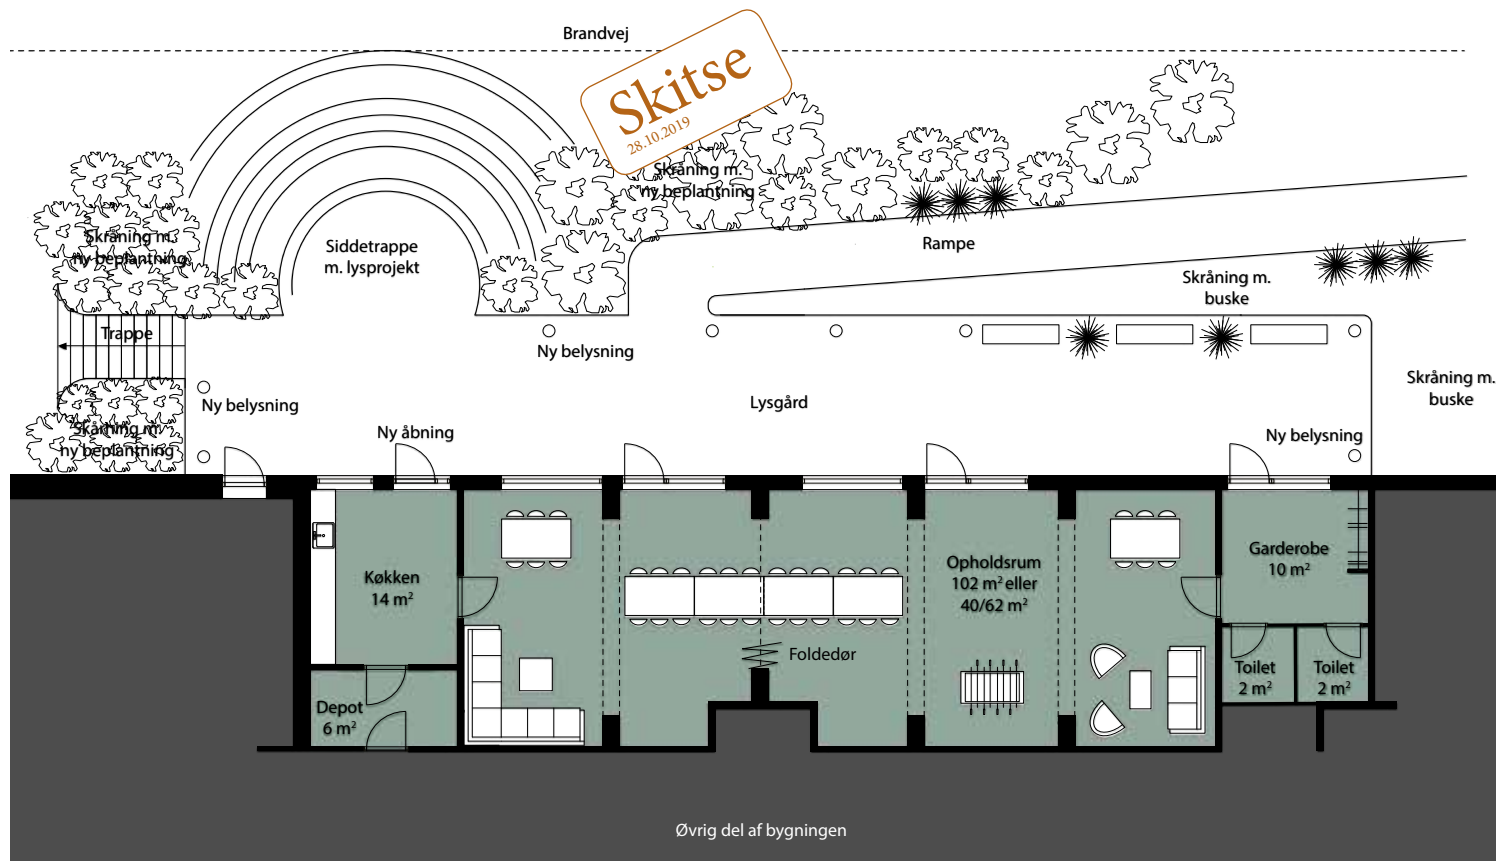 Brandvej
Skitse
28.10.2019
Skråning m.
ny beplantning
Skråning m.
ny beplantning
Siddetrappe
m. lysprojekt
Rampe
Skråning m.
buske
Trappe
Ny belysning
Skråning m.
buske
Ny belysning
Lysgård
Skråning m.
ny beplantning
Ny åbning
Ny belysning
Køkken
14 m²
Opholdsrum
102 m² eller
40/62 m²
Garderobe
10 m²
Foldedør
Toilet
2 m²
Toilet
2 m²
Depot
6 m²
Øvrig del af bygningen